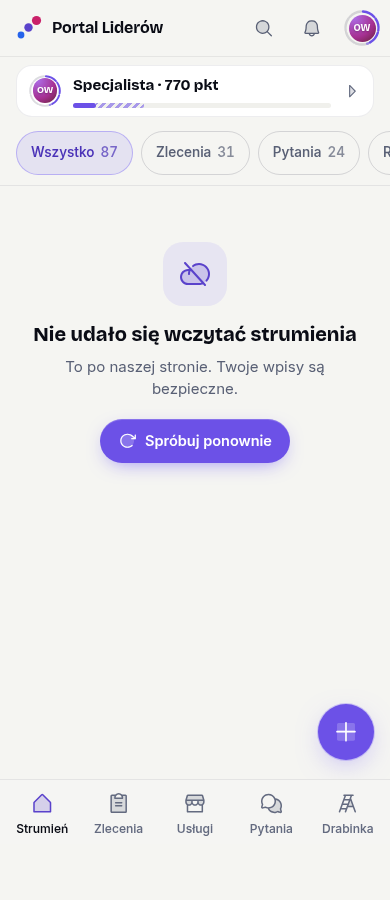 Portal Liderów
OW
OW
Specjalista · 770 pkt
Wszystko 87
Zlecenia 31
Pytania 24
Nie udało się wczytać strumienia
To po naszej stronie. Twoje wpisy są
bezpieczne.
Spróbuj ponownie
Strumień
Zlecenia
Usługi
Pytania
Drabinka